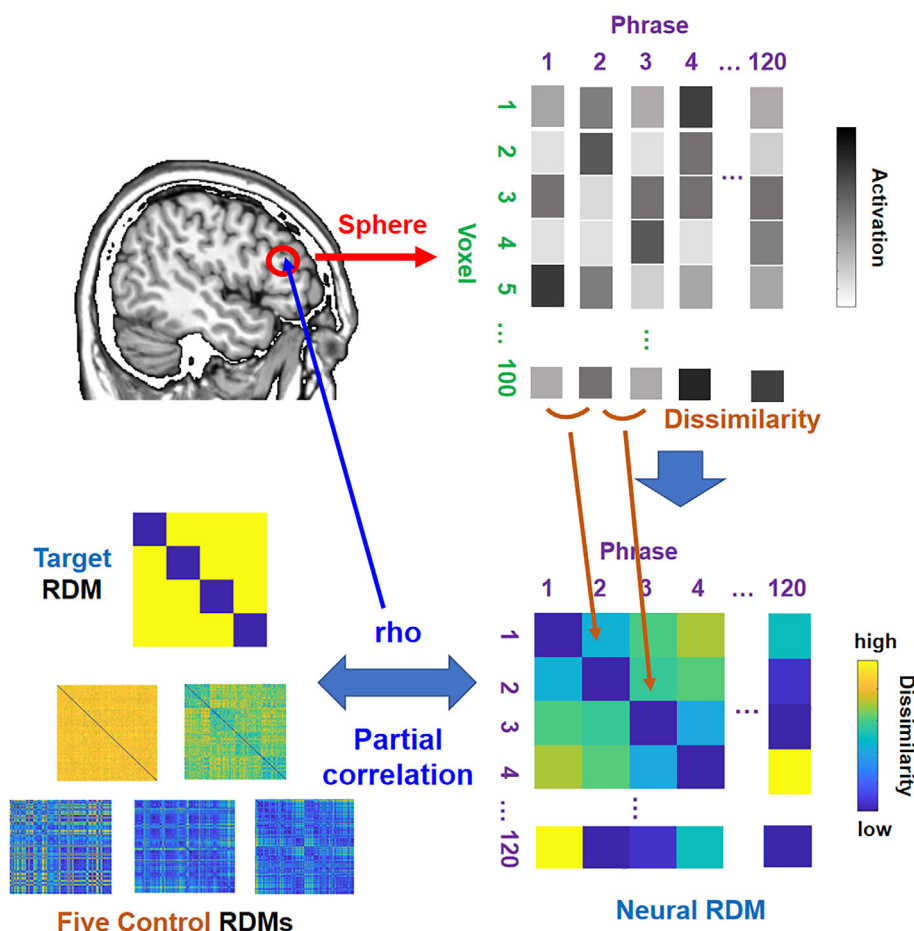 Phrase
1 2 3 4 ... 120
1
2
3
4
5
...
100
Voxel
...
...
Activation
Sphere
Dissimilarity
Target
RDM
rho
Partial
correlation
Five Control RDMs
Phrase
1 2 3 4 ... 120
1
2
3
4
...
120
...
...
high
Dissimilarity
low
Neural RDM